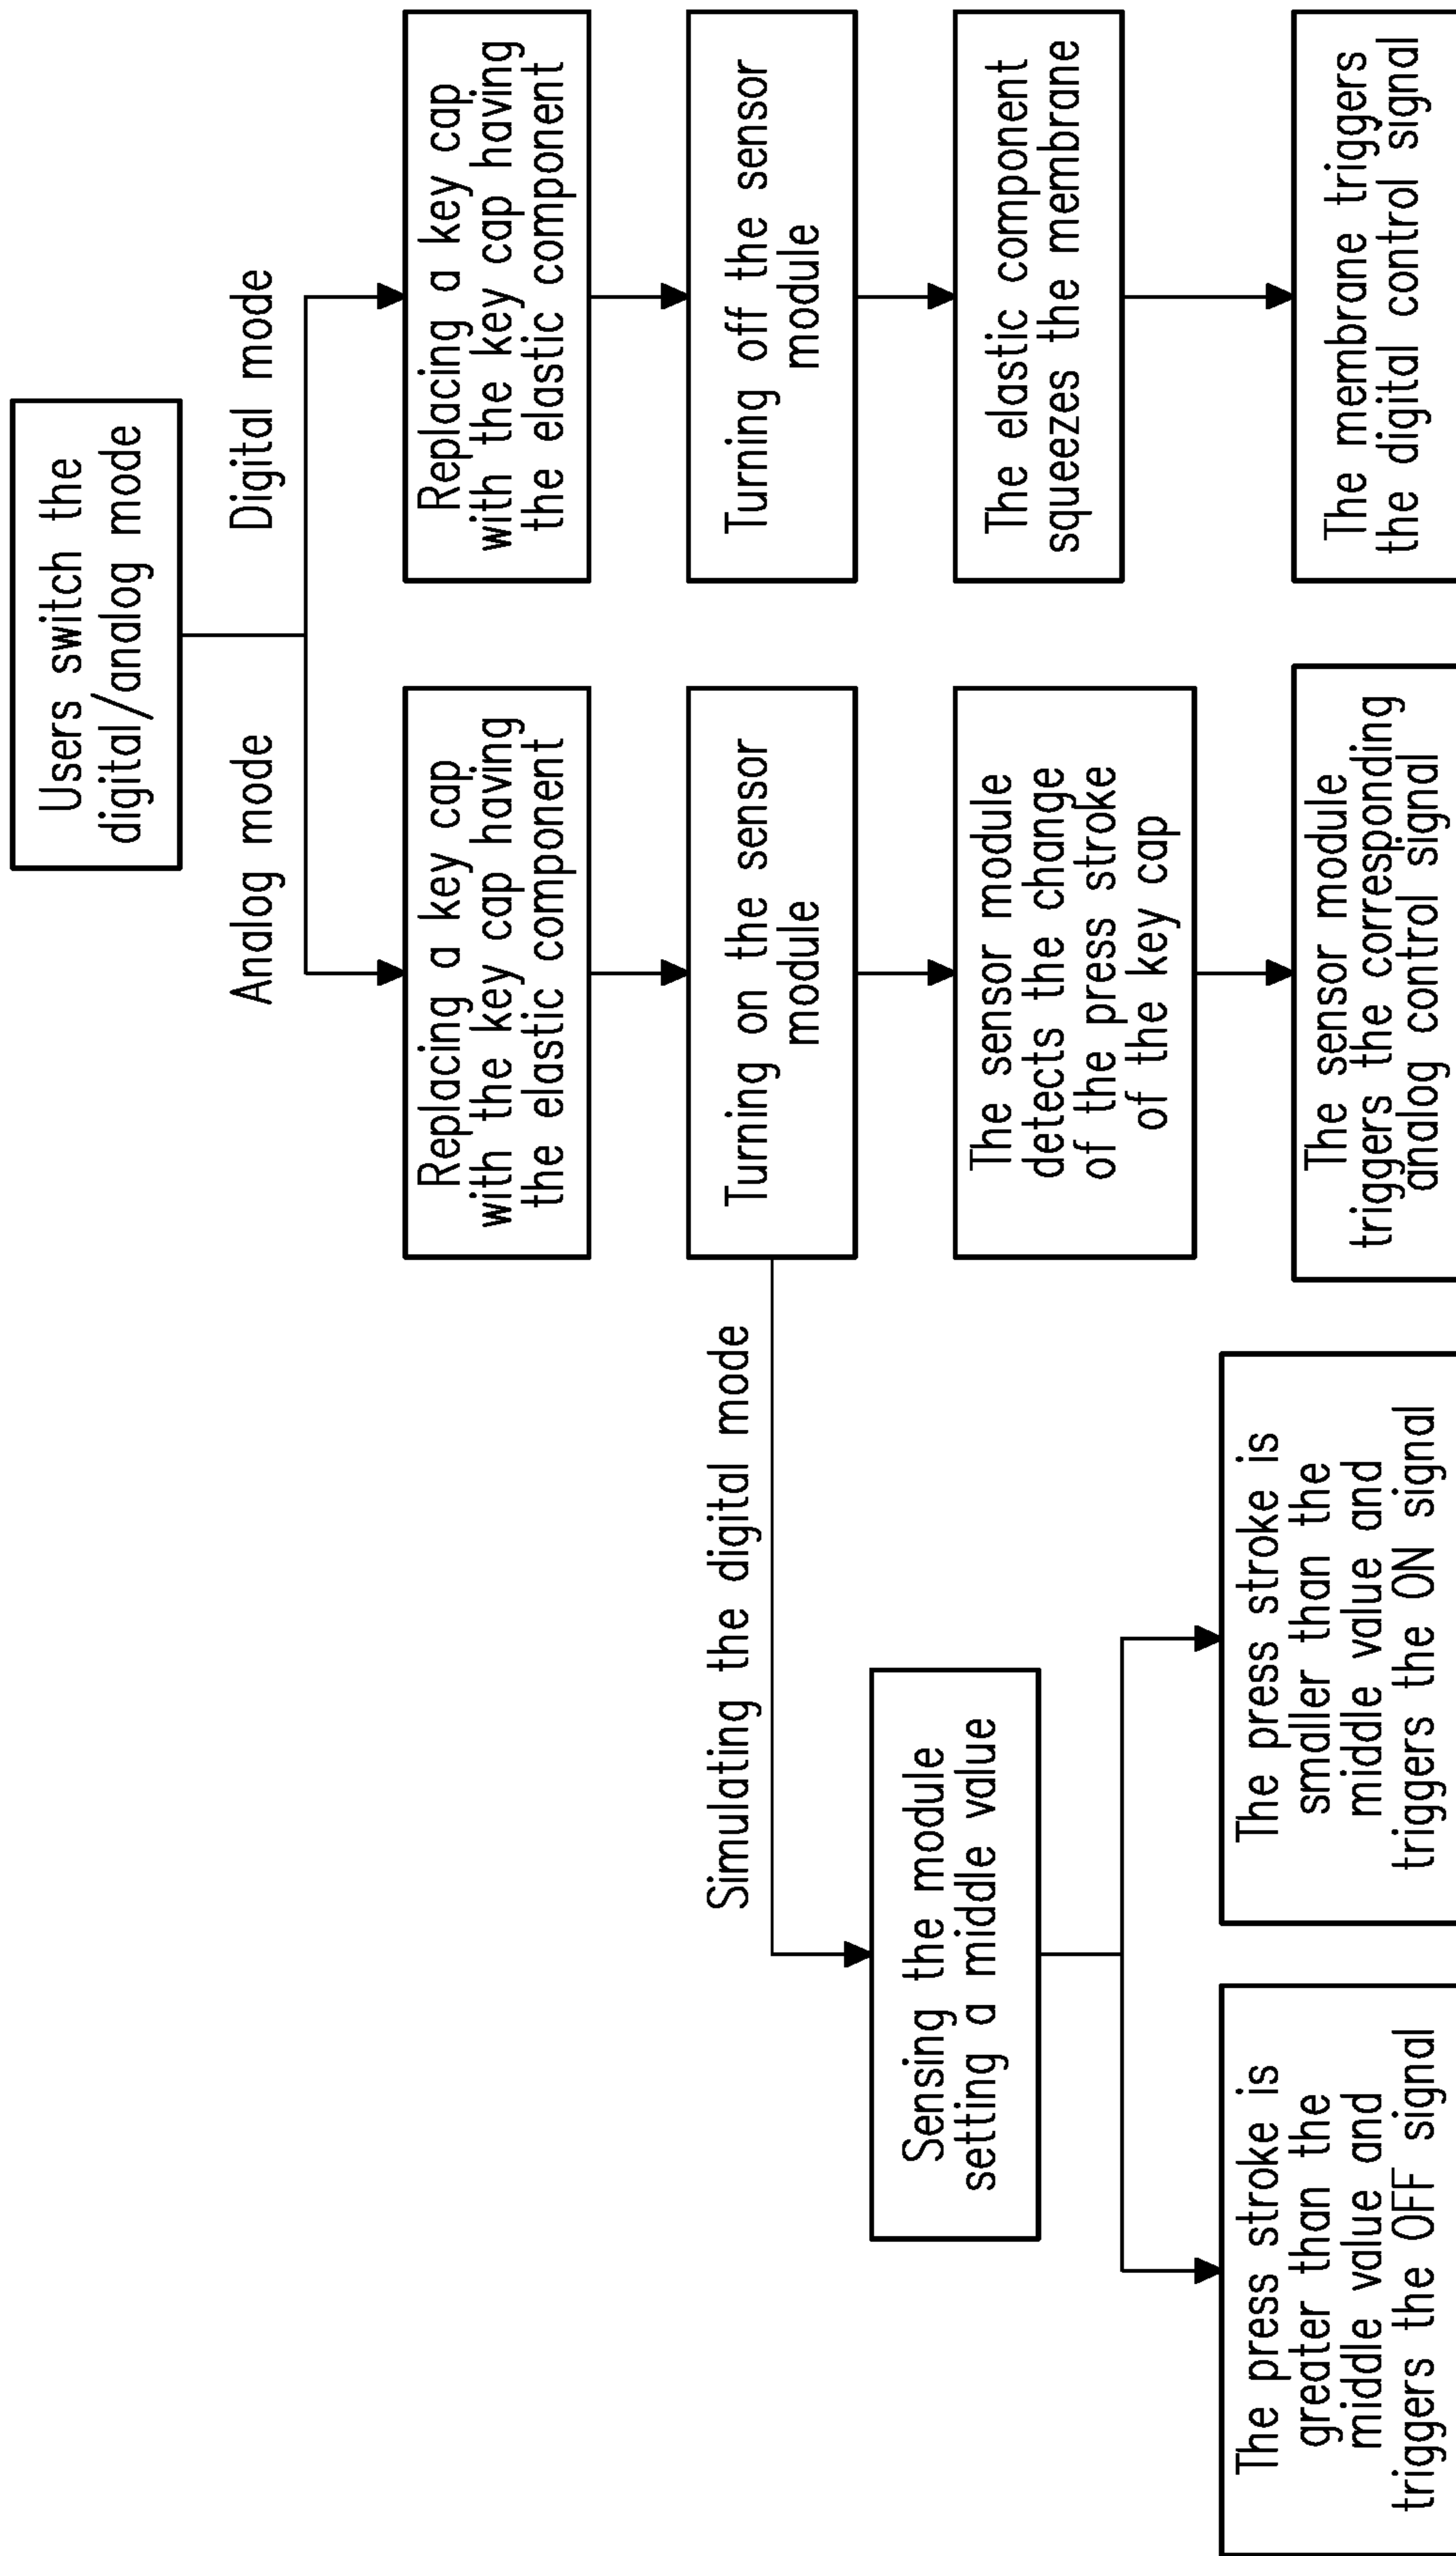 Users switch the
digital/analog mode
Analog mode
Digital mode
Replacing a key cap
with the key cap having
the elastic component
Replacing a key cap
with the key cap having
the elastic component
Turning on the sensor
module
Turning off the sensor
module
Simulating the digital mode
Sensing the module
setting a middle value
The sensor module
detects the change
of the press stroke
of the key cap
The elastic component
squeezes the membrane
The press stroke is
greater than the
middle value and
triggers the OFF signal
The press stroke is
smaller than the
middle value and
triggers the ON signal
The sensor module
triggers the corresponding
analog control signal
The membrane triggers
the digital control signal